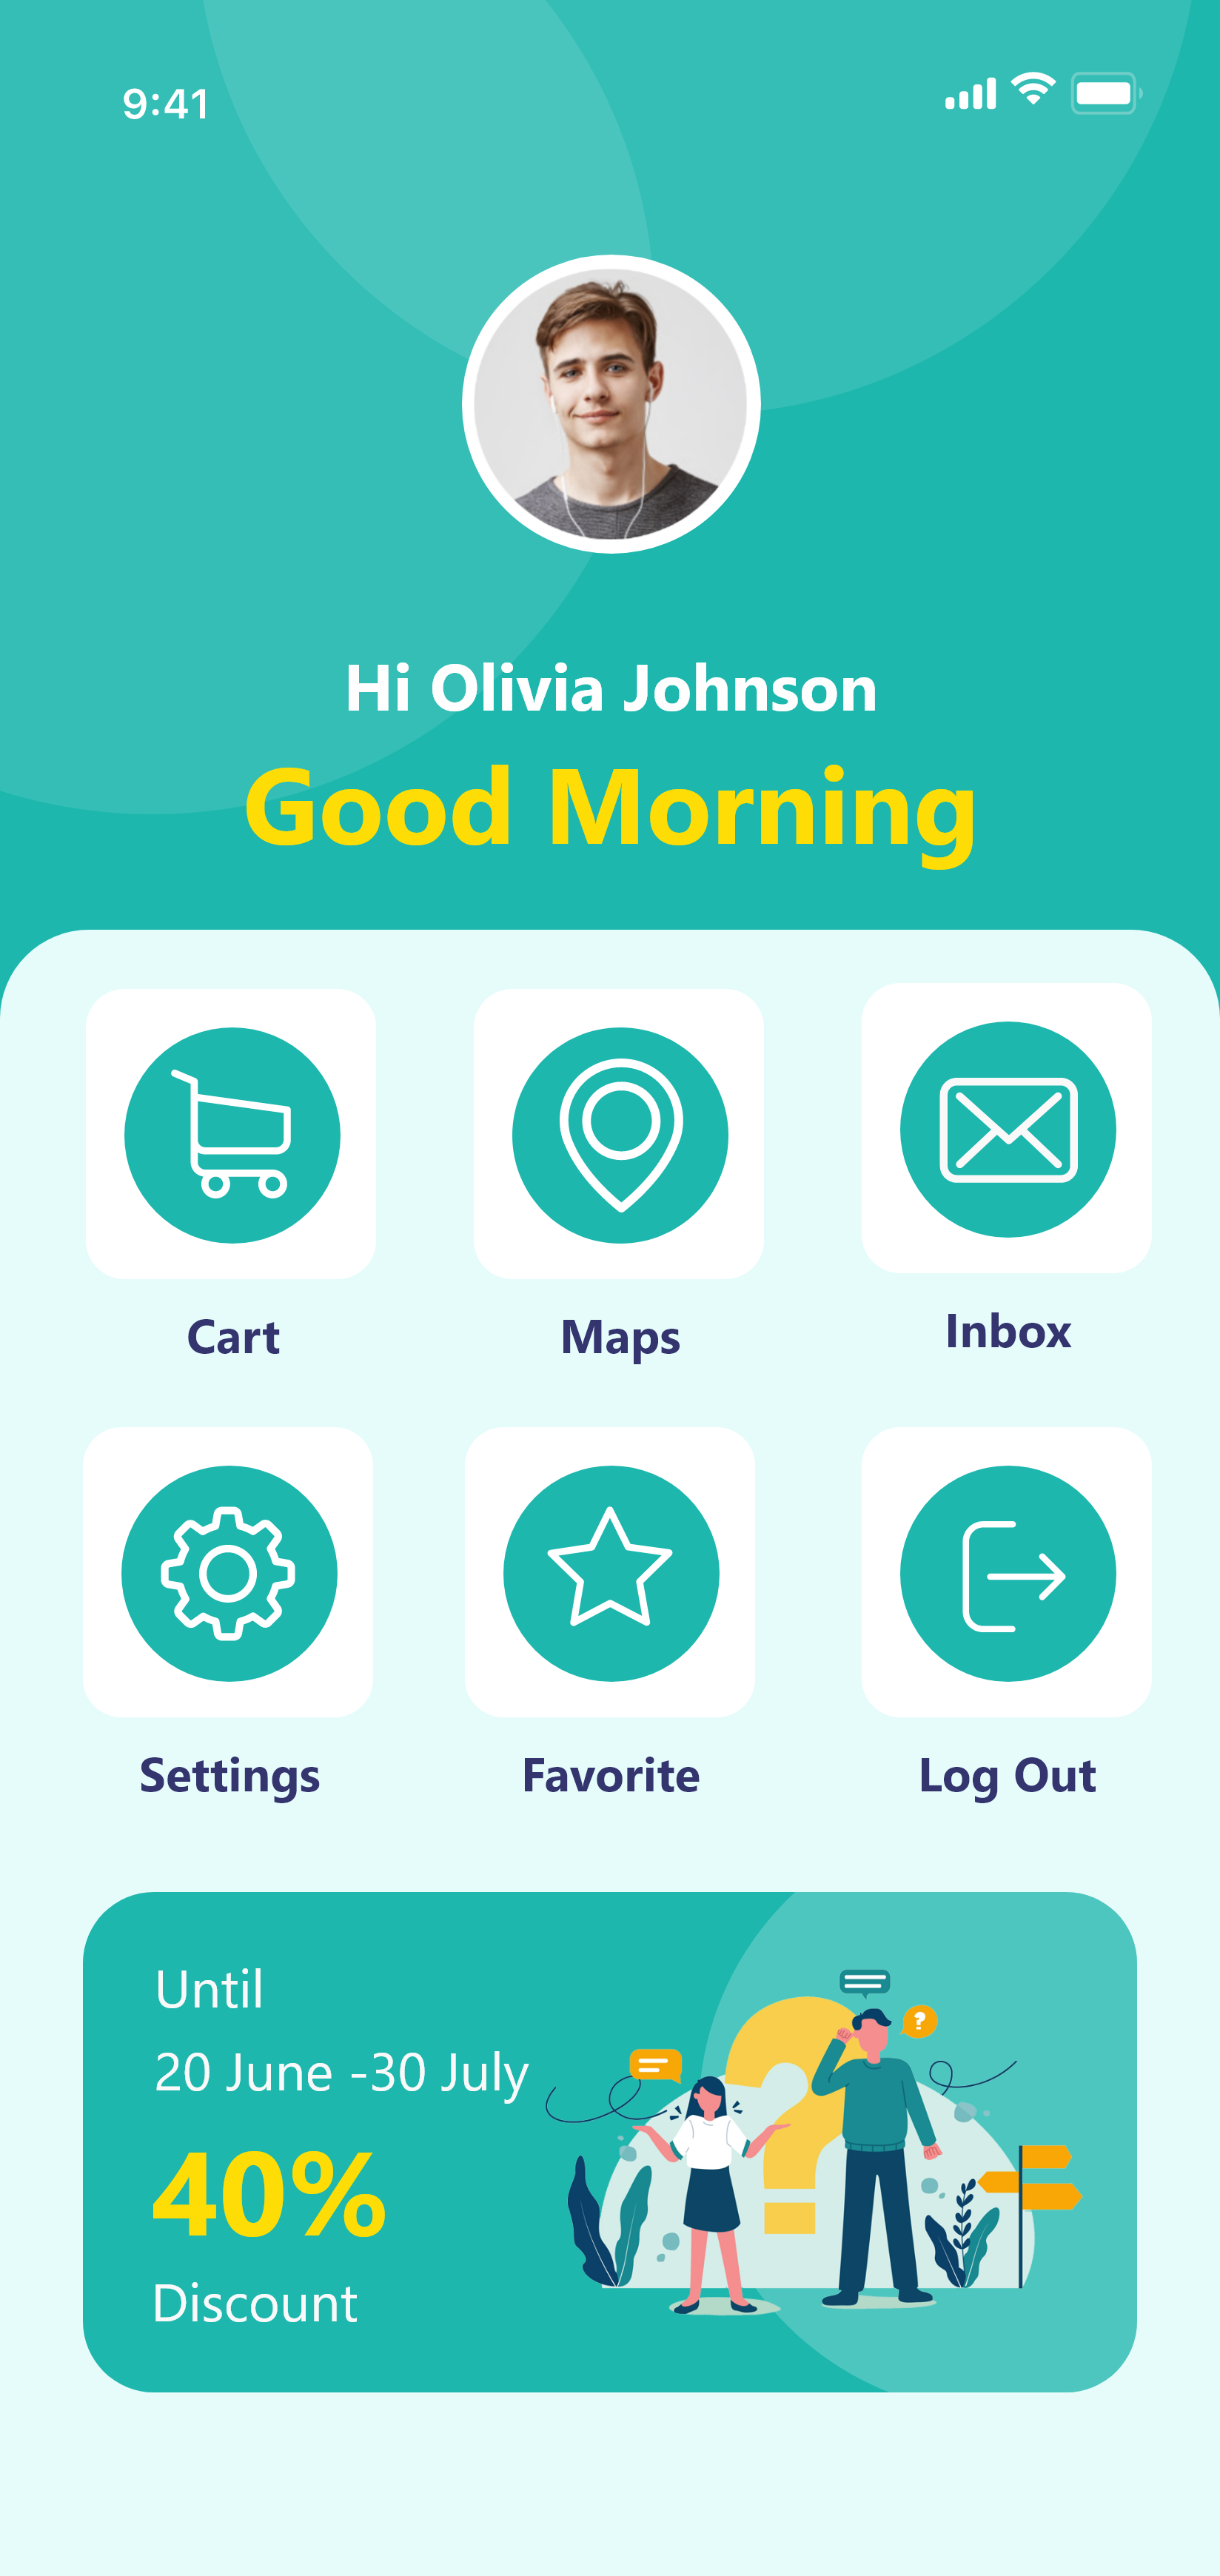 9:41
Hi Olivia Johnson
Good Morning
Cart
Maps
Inbox
Settings
Favorite
Log Out
Until
20 June -30 July
40%
Discount
?
?